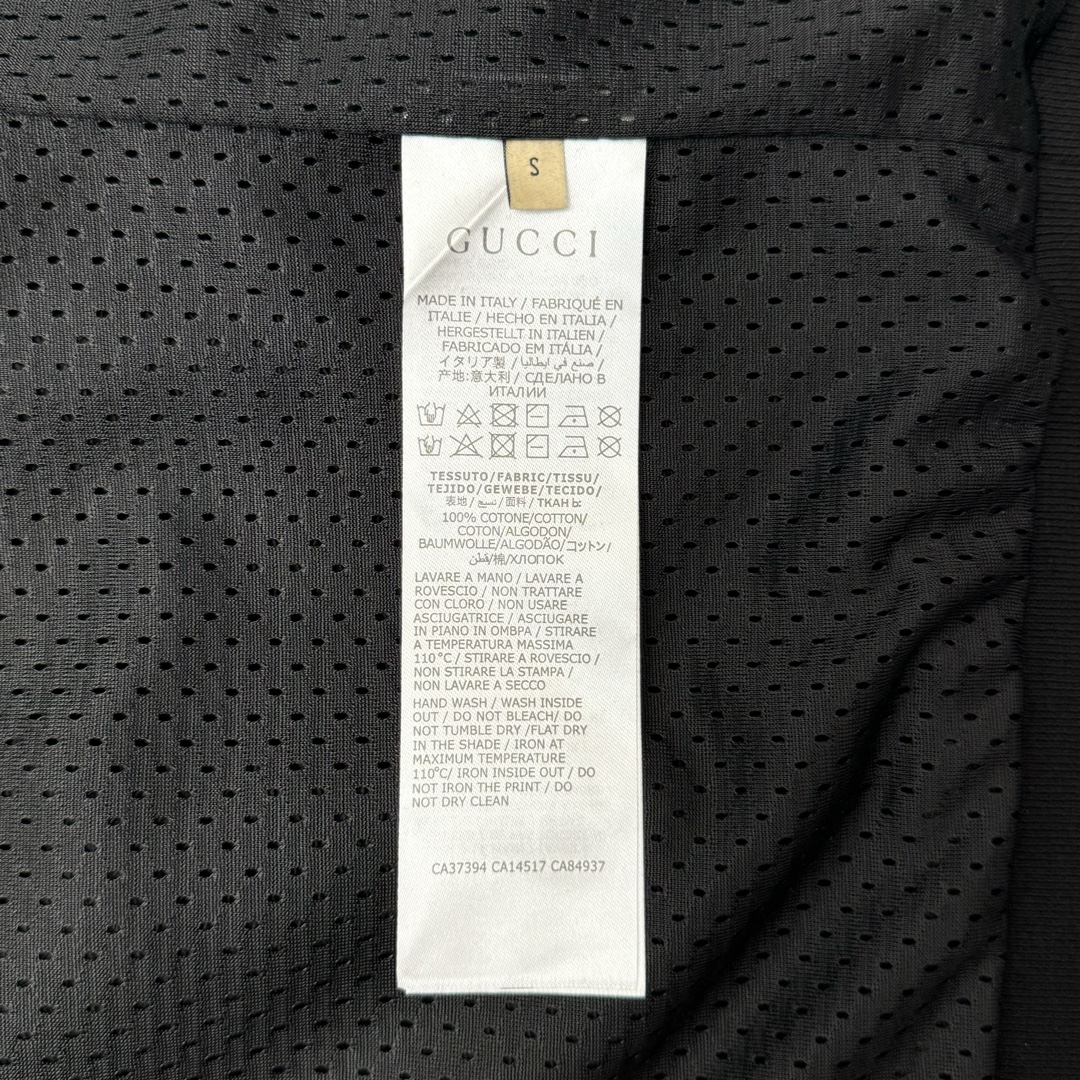 S
GUCCI
MADE IN ITALY / FABRIQUÉ EN
ITALIE / HECHO EN ITALIA /
HERGESTELLT IN ITALIEN /
FABRICADO EM ITÁLIA /
イタリア製 / صنع في ايطاليا /
产地:意大利 / СДЕЛАНО В
ИТАЛИИ
TESSUTO/FABRIC/TISSU/
TEJIDO/GEWEBE/TECIDO/
表地/نسيج/面料/ТКАНЬ:
100% COTONE/COTTON/
COTON/ALGODON/
BAUMWOLLE/ALGODÃO/コットン/
قطن/棉/ХЛОПОК
LAVARE A MANO / LAVARE A
ROVESCIO / NON TRATTARE
CON CLORO / NON USARE
ASCIUGATRICE / ASCIUGARE
IN PIANO IN OMBPA / STIRARE
A TEMPERATURA MASSIMA
110°C / STIRARE A ROVESCIO /
NON STIRARE LA STAMPA /
NON LAVARE A SECCO
HAND WASH / WASH INSIDE
OUT / DO NOT BLEACH/ DO
NOT TUMBLE DRY /FLAT DRY
IN THE SHADE / IRON AT
MAXIMUM TEMPERATURE
110°C/ IRON INSIDE OUT / DO
NOT IRON THE PRINT / DO
NOT DRY CLEAN
CA37394 CA14517 CA84937